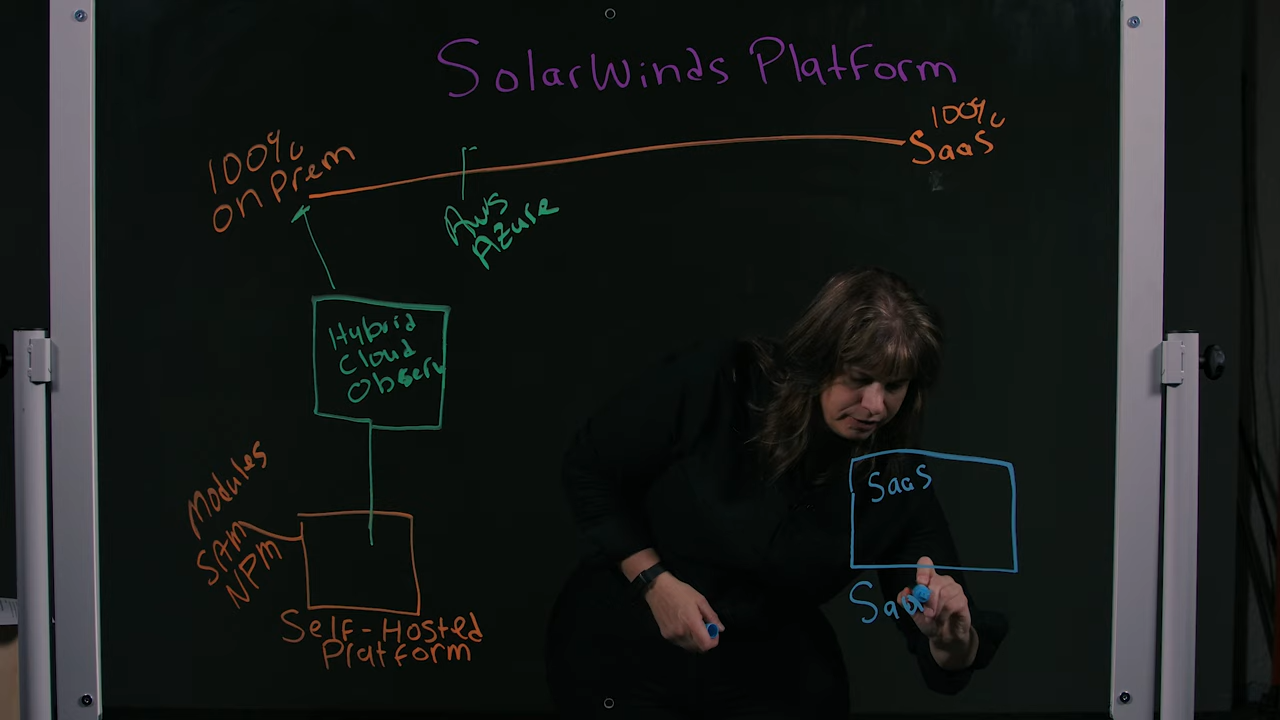 SolarWinds Platform
100%
on Prem
100%
SaaS
AWS
Azure
Hybrid
Cloud
Observ
Modules
SAM
NPM
Self-Hosted
Platform
SaaS
Saa